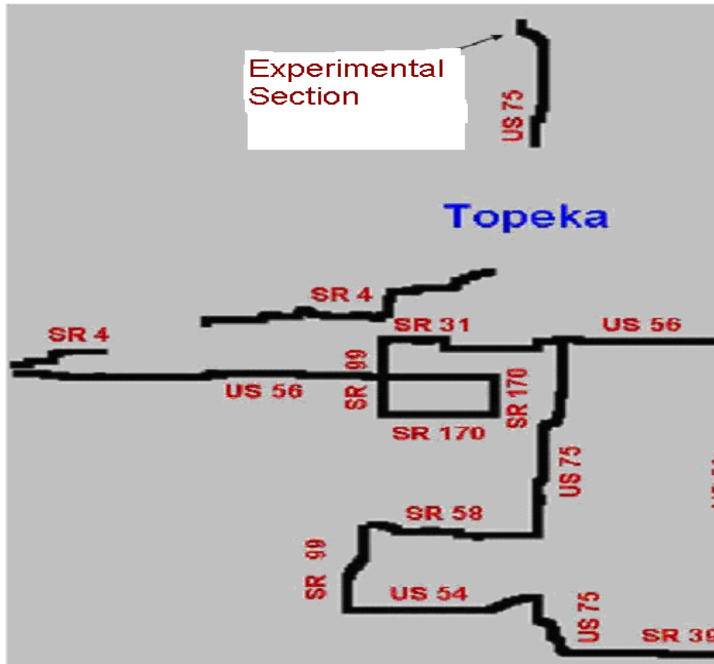 Experimental
Section
US 75
Topeka
SR 4
SR 4
SR 31
US 56
SR 99
US 56
SR 170
SR 170
US 75
SR 58
SR 99
US 54
US 75
SR 39